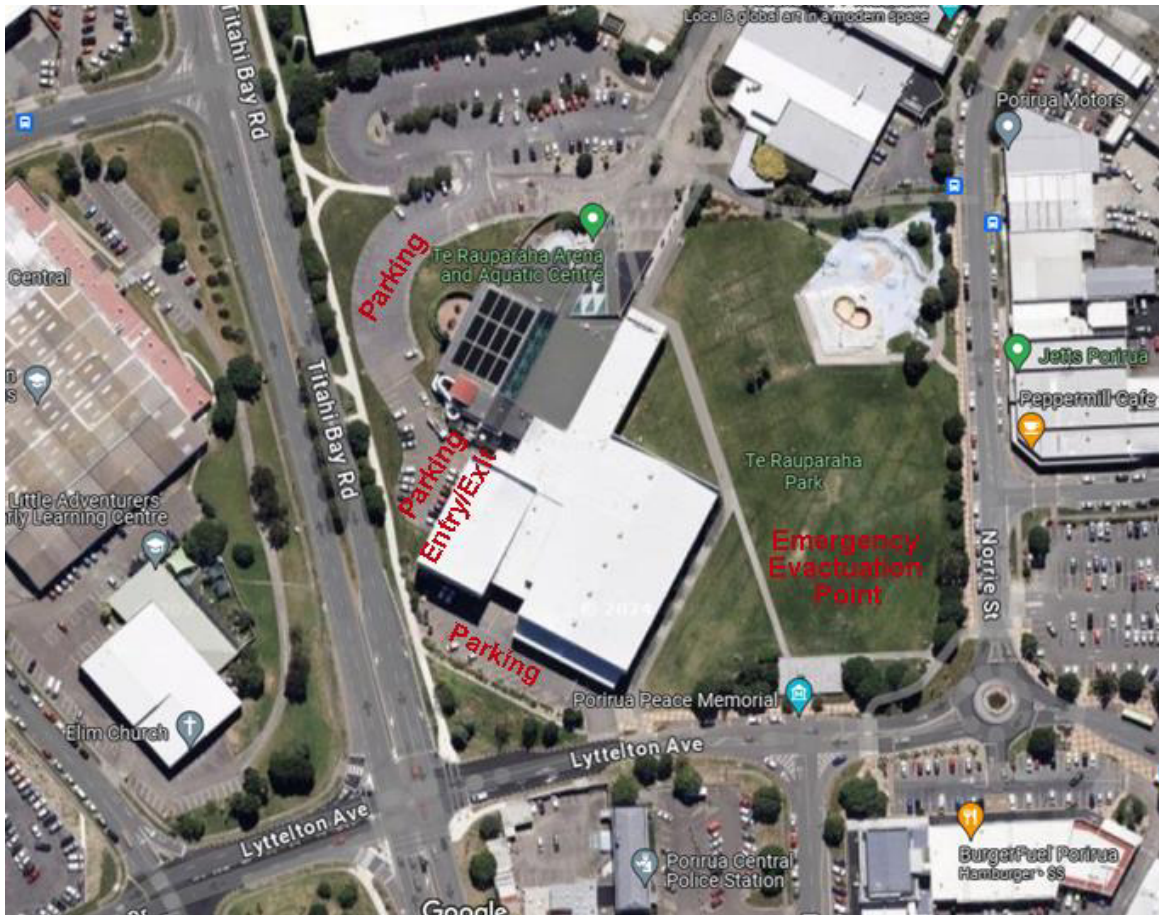 Local & global art in a modern space
Titahi Bay Rd
Porirua Motors
Te Rauparaha Arena
and Aquatic Centre
Parking
Central
Jetts Porirua
Peppermill Cafe
Titahi Bay Rd
Parking
Entry/Exit
Te Rauparaha
Park
Little Adventurers'
Learning Centre
Emergency
Evactuation
Point
Norrie St
Parking
Porirua Peace Memorial
Elim Church
Lyttelton Ave
Lyttelton Ave
Porirua Central
Police Station
BurgerFuel Porirua
Hamburger • $$
Google